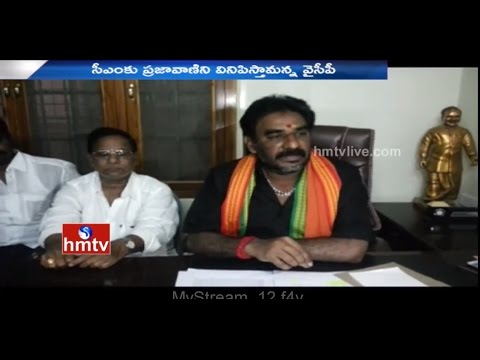 సీఎంకు ప్రజావాణిని వినిపిస్తామన్న వైసీపీ
hmtvlive.com
hmtv
MyStream_12.f4v